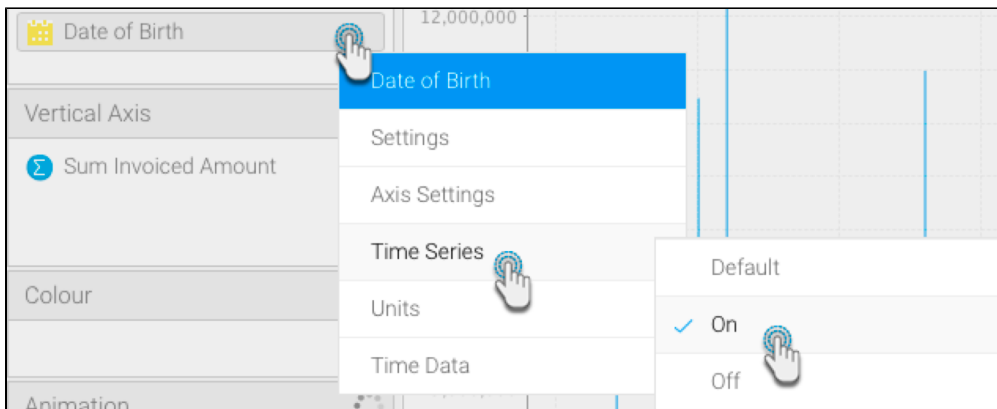 Date of Birth
12,000,000
Date of Birth
Vertical Axis
Settings
Sum Invoiced Amount
Axis Settings
Time Series
Default
Colour
Units
On
Time Data
Off
Animation